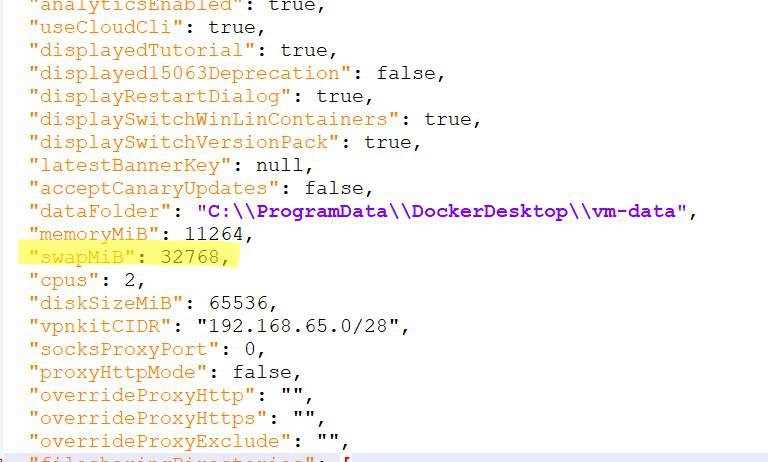 "analyticsEnabled": true,
"useCloudCli": true,
"displayedTutorial": true,
"displayed15063Deprecation": false,
"displayRestartDialog": true,
"displaySwitchWinLinContainers": true,
"displaySwitchVersionPack": true,
"latestBannerKey": null,
"acceptCanaryUpdates": false,
"dataFolder": "C:\\ProgramData\\DockerDesktop\\vm-data",
"memoryMiB": 11264,
"swapMiB": 32768,
"cpus": 2,
"diskSizeMiB": 65536,
"vpnkitCIDR": "192.168.65.0/28",
"socksProxyPort": 0,
"proxyHttpMode": false,
"overrideProxyHttp": "",
"overrideProxyHttps": "",
"overrideProxyExclude": "",
"filesharingDirectories": [